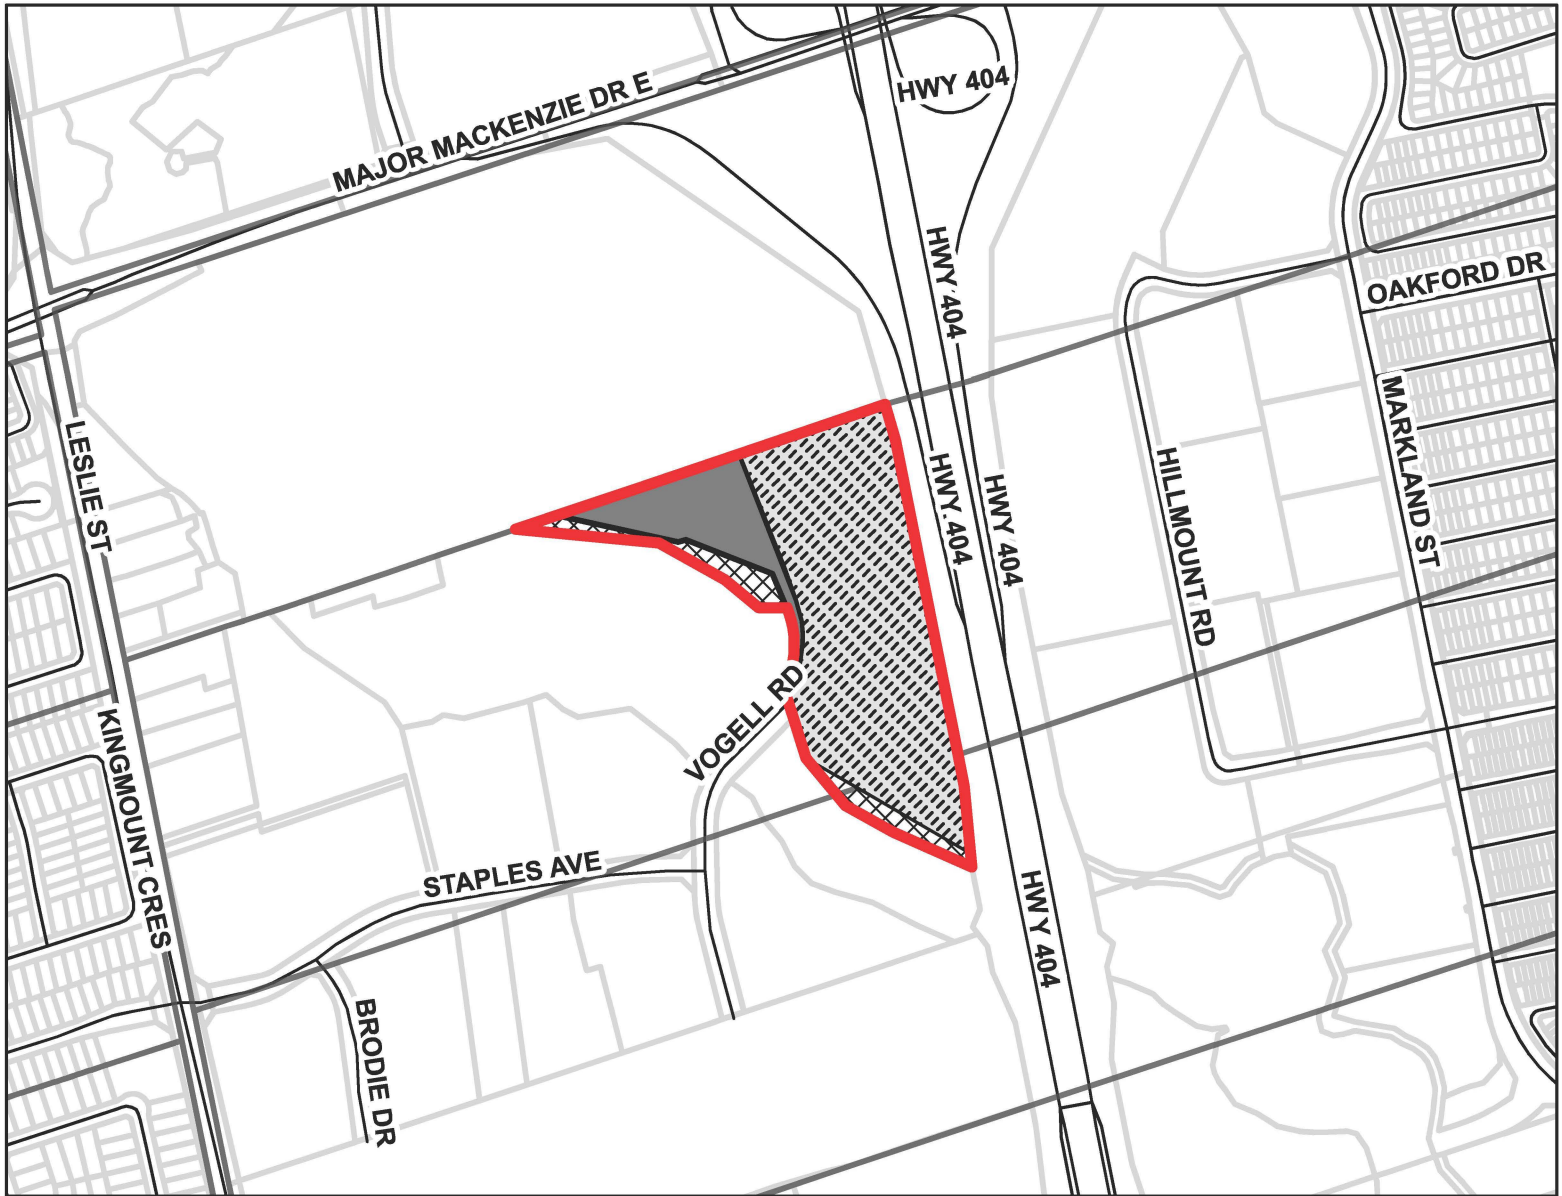 HWY 404
MAJOR MACKENZIE DR E
HWY 404
OAKFORD DR
MARKLAND ST
LESLIE ST
HWY 404
HWY 404
HILLMOUNT RD
VOGELL RD
KINGMOUNT CRES
STAPLES AVE
HWY 404
BRODIE DR